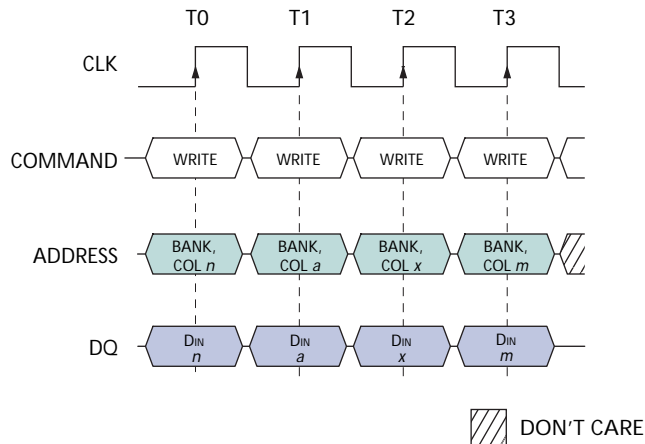 T0 T1 T2 T3
CLK
COMMAND WRITE WRITE WRITE WRITE
ADDRESS BANK, COL n BANK, COL a BANK, COL x BANK, COL m
DQ DIN n DIN a DIN x DIN m
DON'T CARE